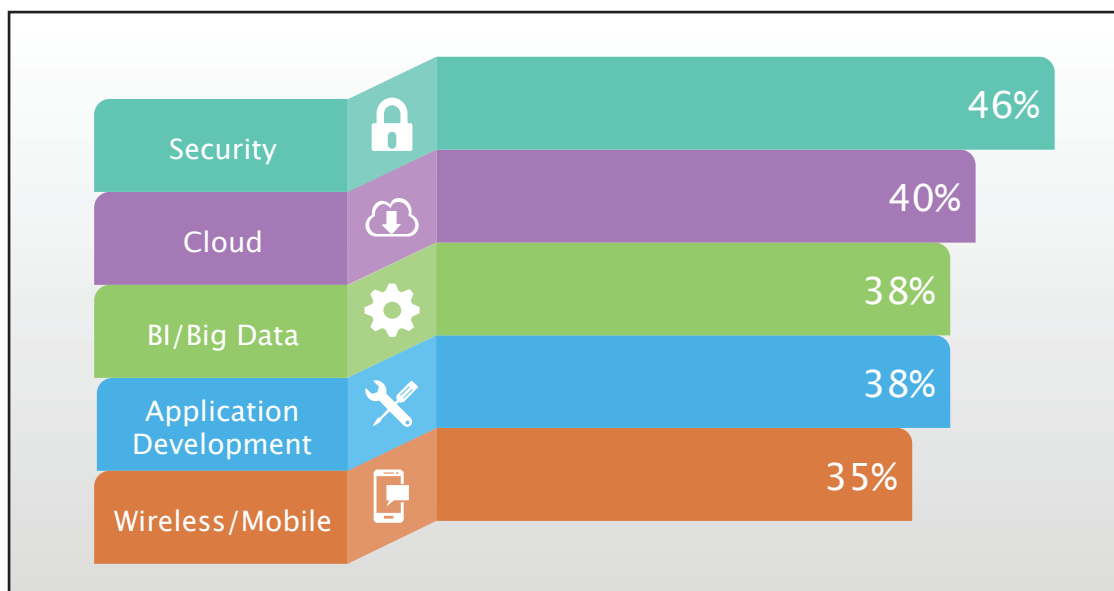 Security
46%
Cloud
40%
BI/Big Data
38%
Application
Development
38%
Wireless/Mobile
35%